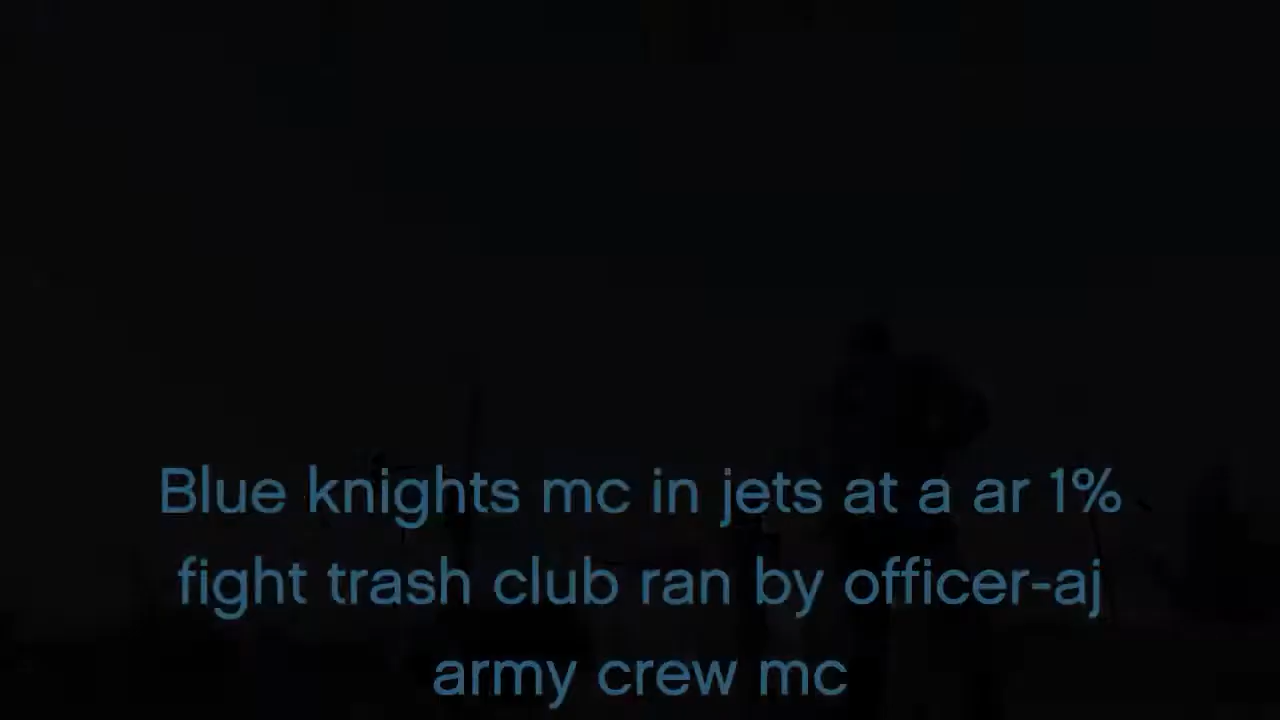 Blue knights mc in jets at a ar 1%
fight trash club ran by officer-aj
army crew mc